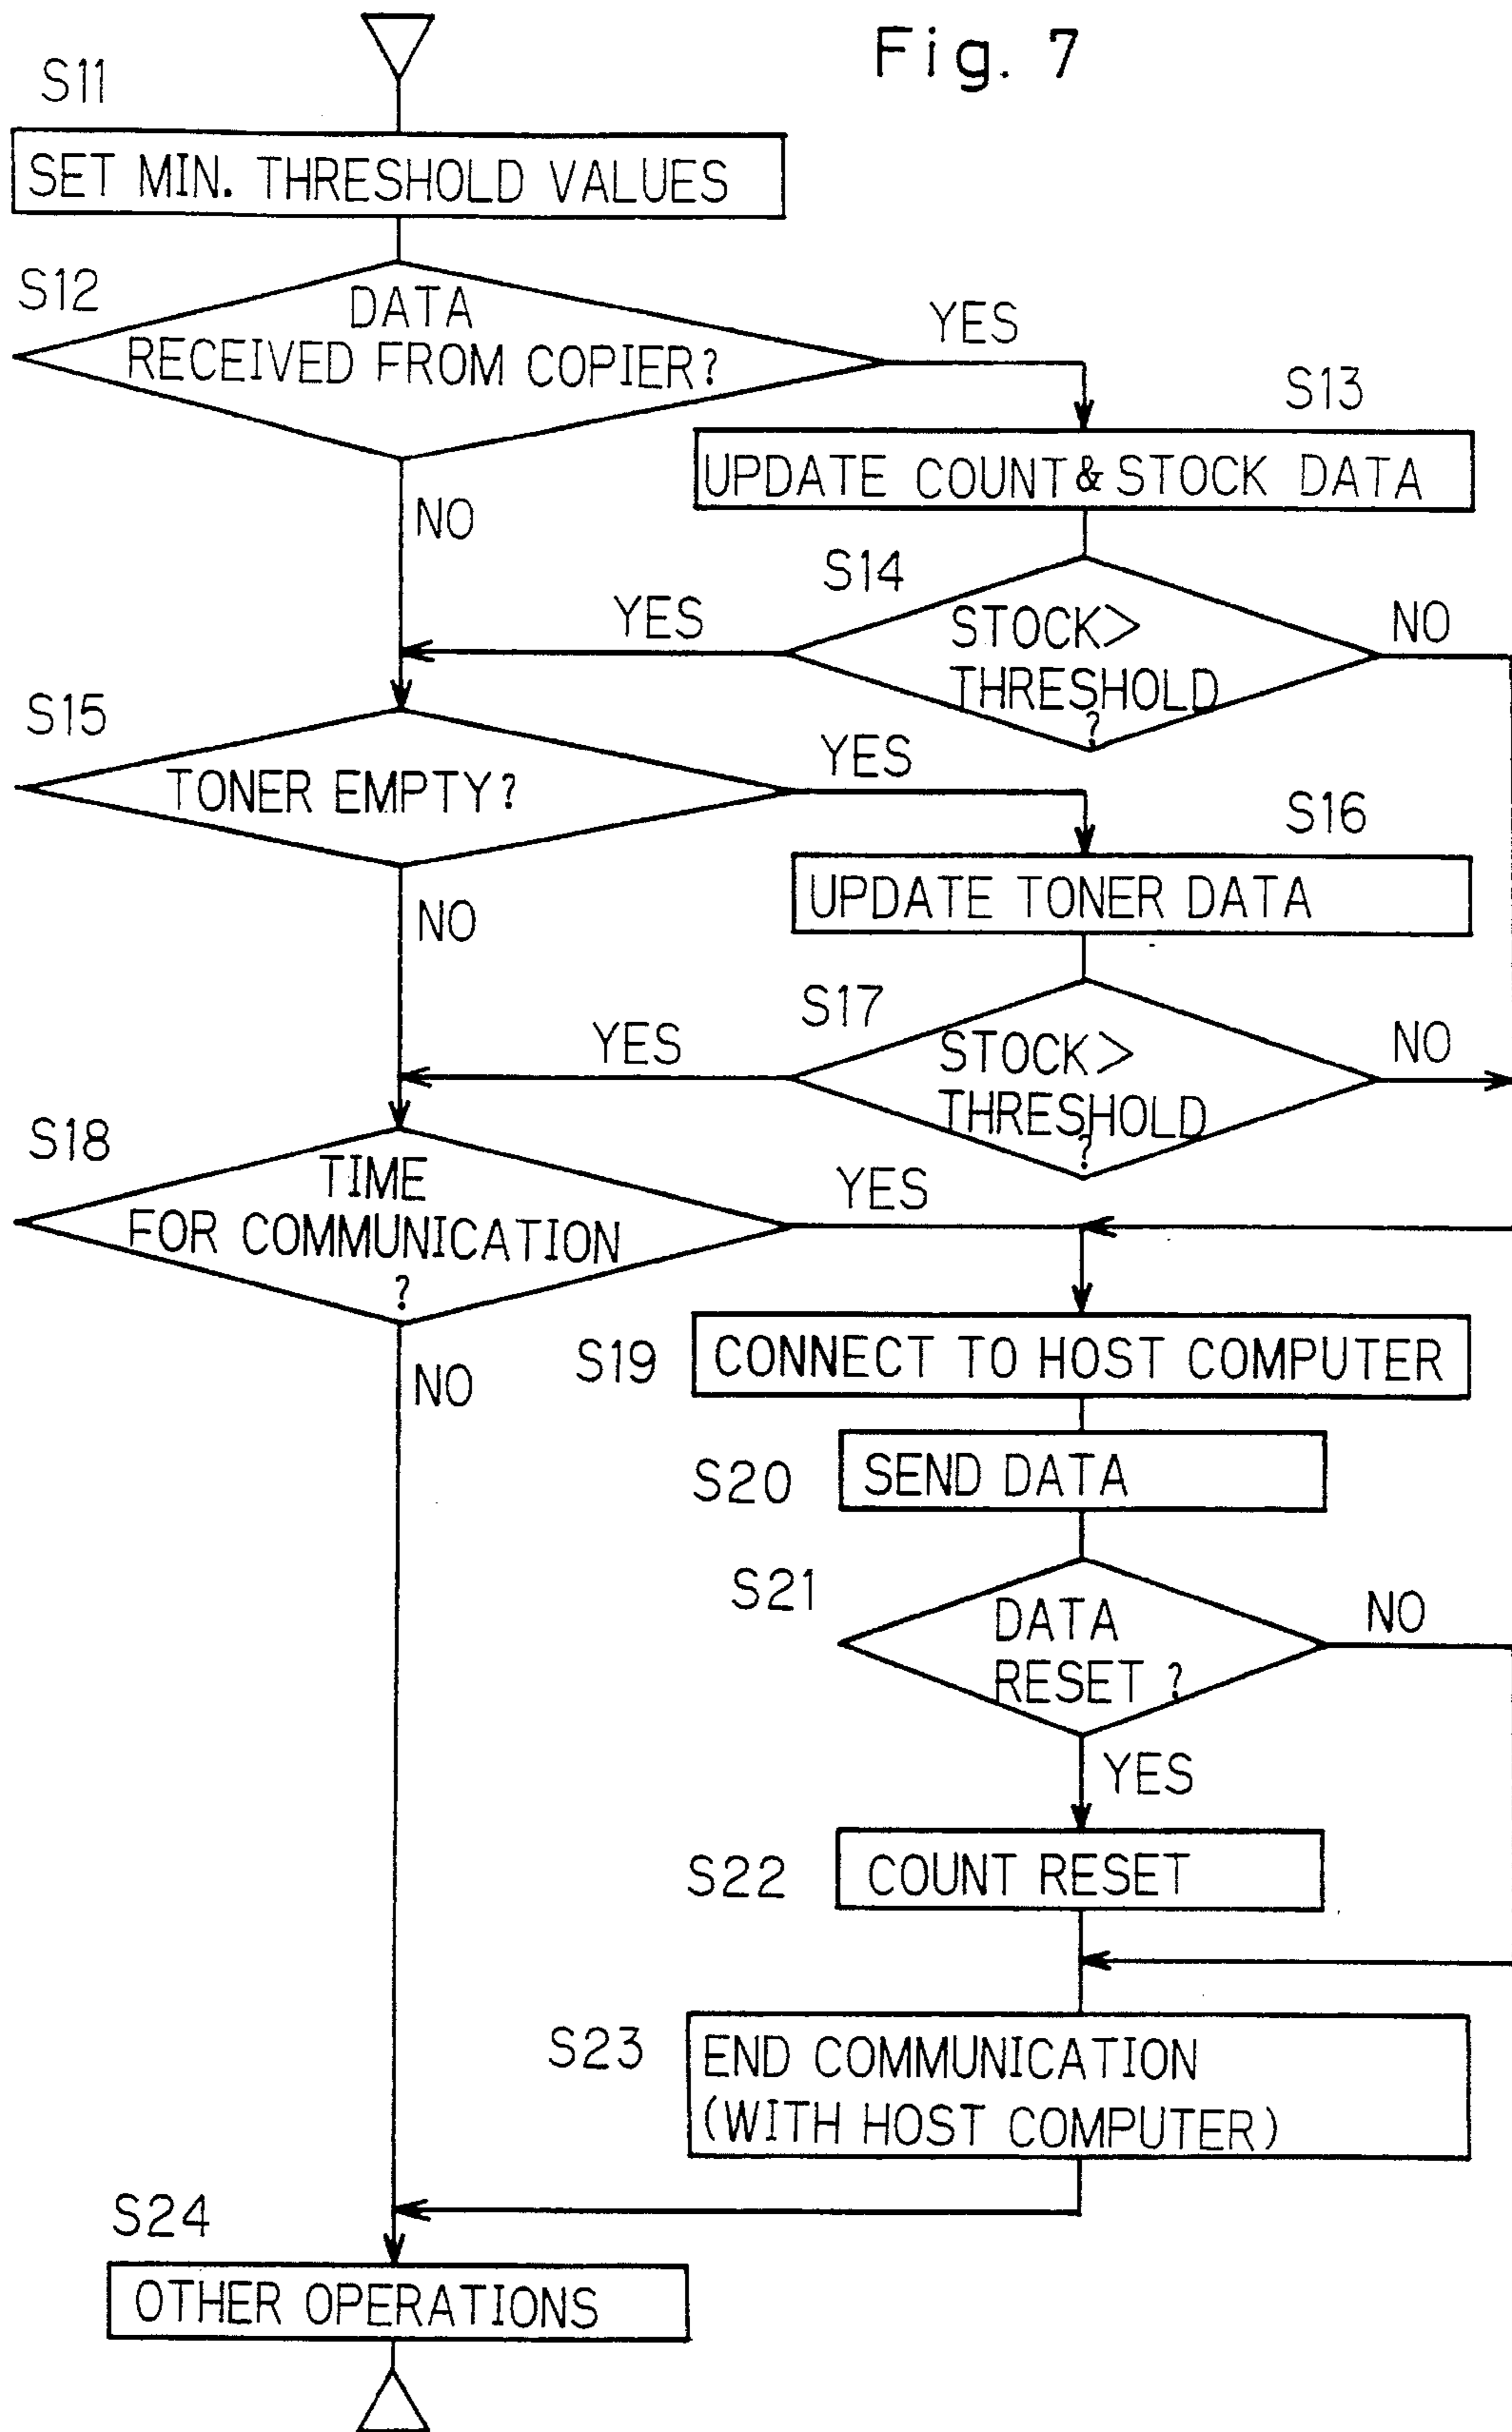 Fig. 7
S11
SET MIN. THRESHOLD VALUES
S12
DATA
RECEIVED FROM COPIER?
YES
NO
S13
UPDATE COUNT & STOCK DATA
S14
STOCK>
THRESHOLD
?
YES
NO
S15
TONER EMPTY?
YES
NO
S16
UPDATE TONER DATA
S17
STOCK>
THRESHOLD
?
YES
NO
S18
TIME
FOR COMMUNICATION
?
YES
NO
S19
CONNECT TO HOST COMPUTER
S20
SEND DATA
S21
DATA
RESET ?
NO
YES
S22
COUNT RESET
S23
END COMMUNICATION
(WITH HOST COMPUTER)
S24
OTHER OPERATIONS